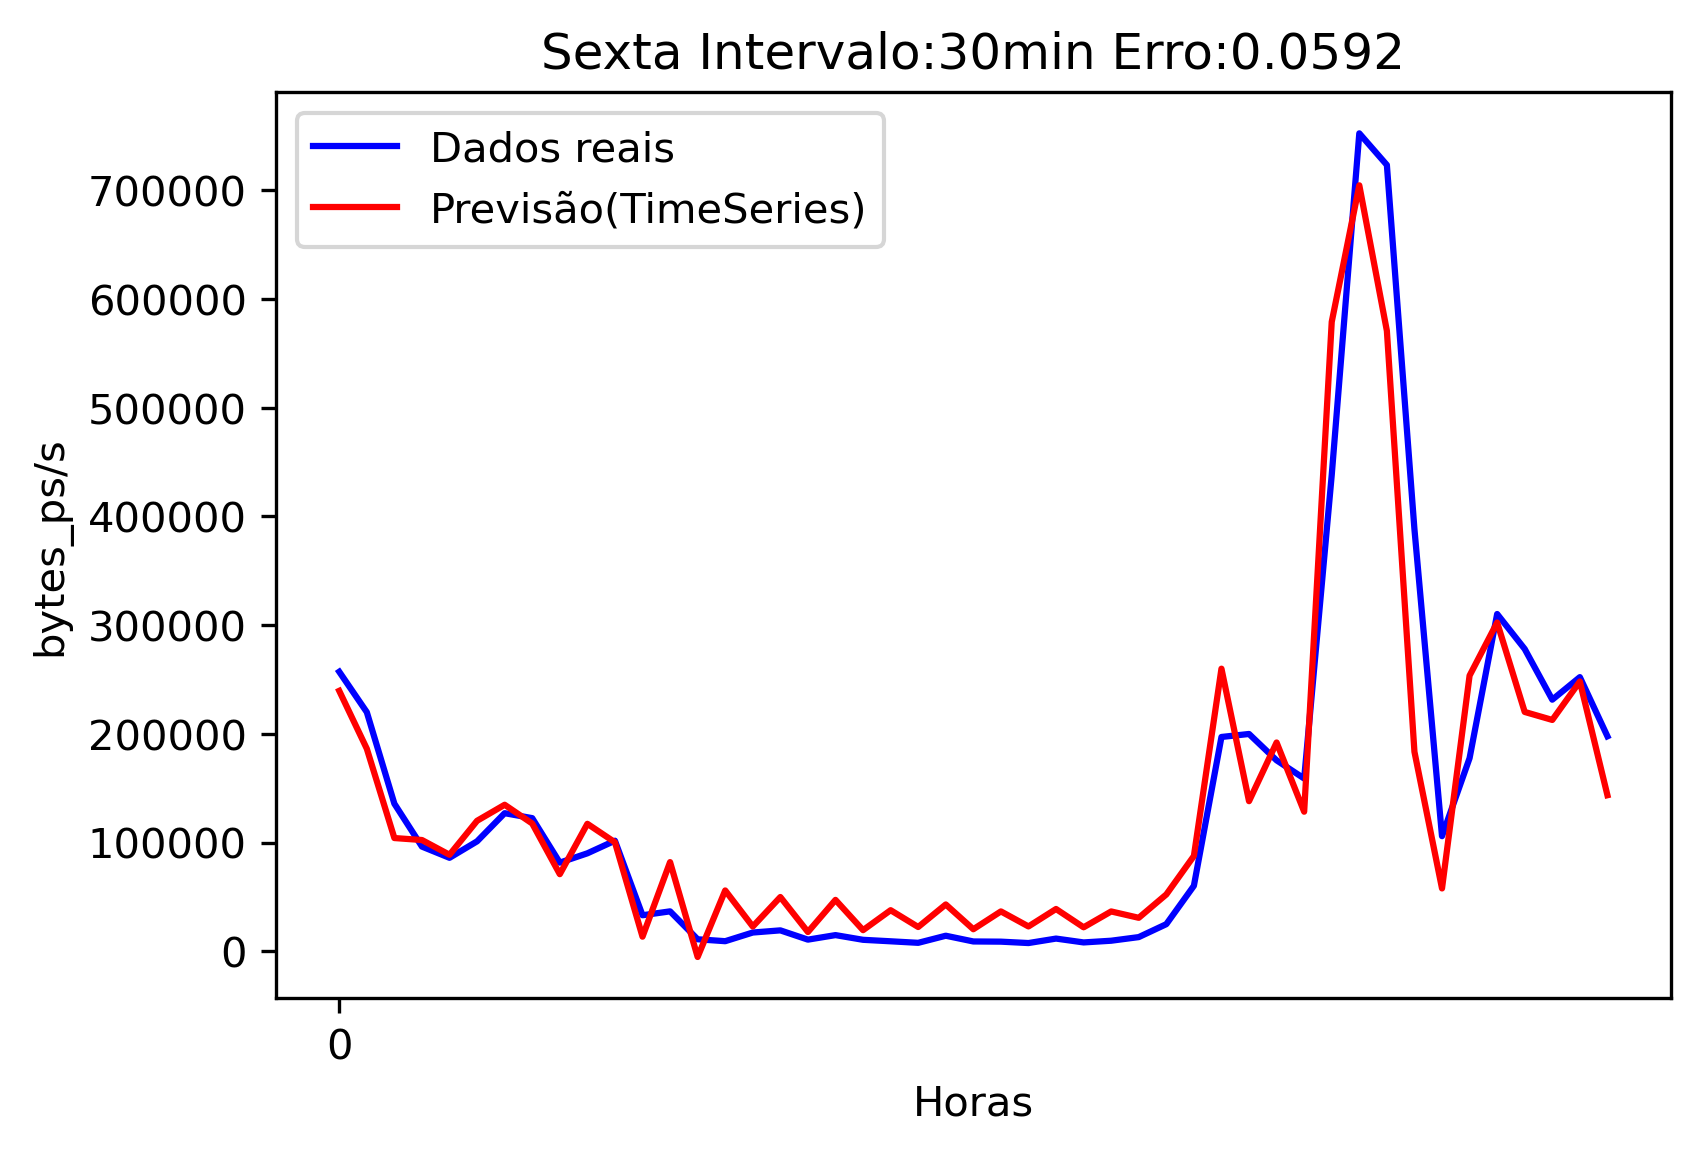 Sexta Intervalo:30min Erro:0.0592
Dados reais
Previsão(TimeSeries)
700000
600000
500000
400000
300000
200000
100000
0
bytes_ps/s
0
Horas